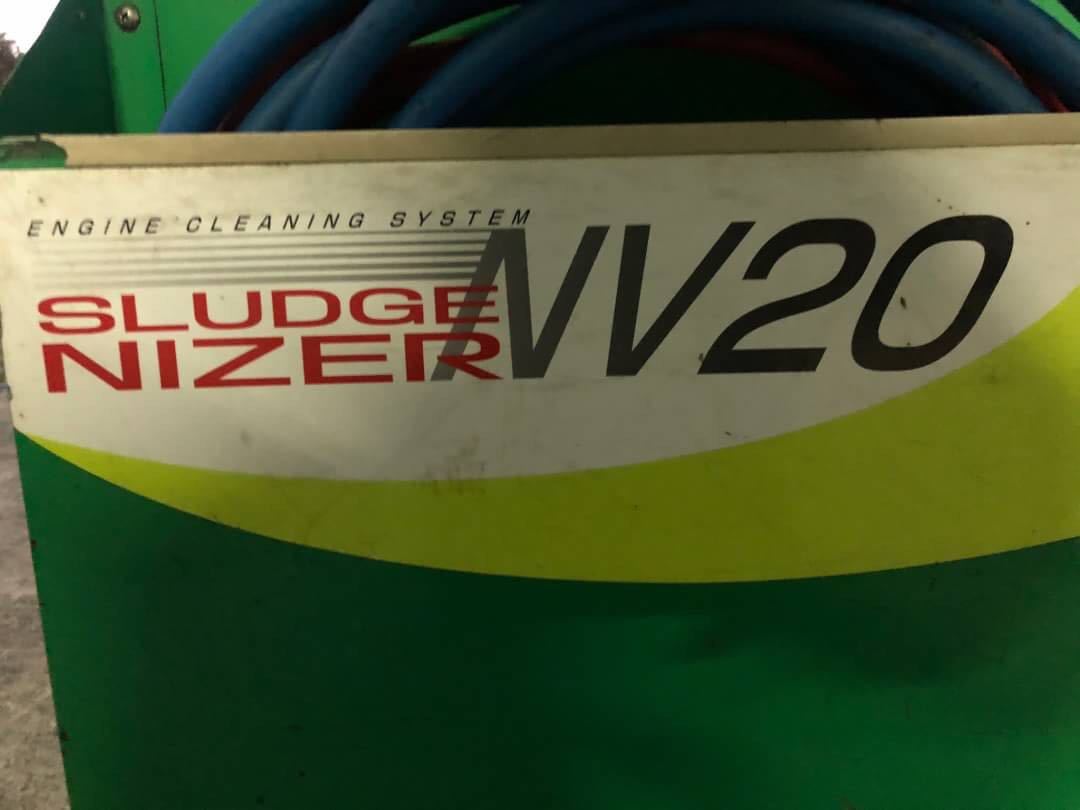 ENGINE CLEANING SYSTEM
SLUDGE
NIZER
NV20